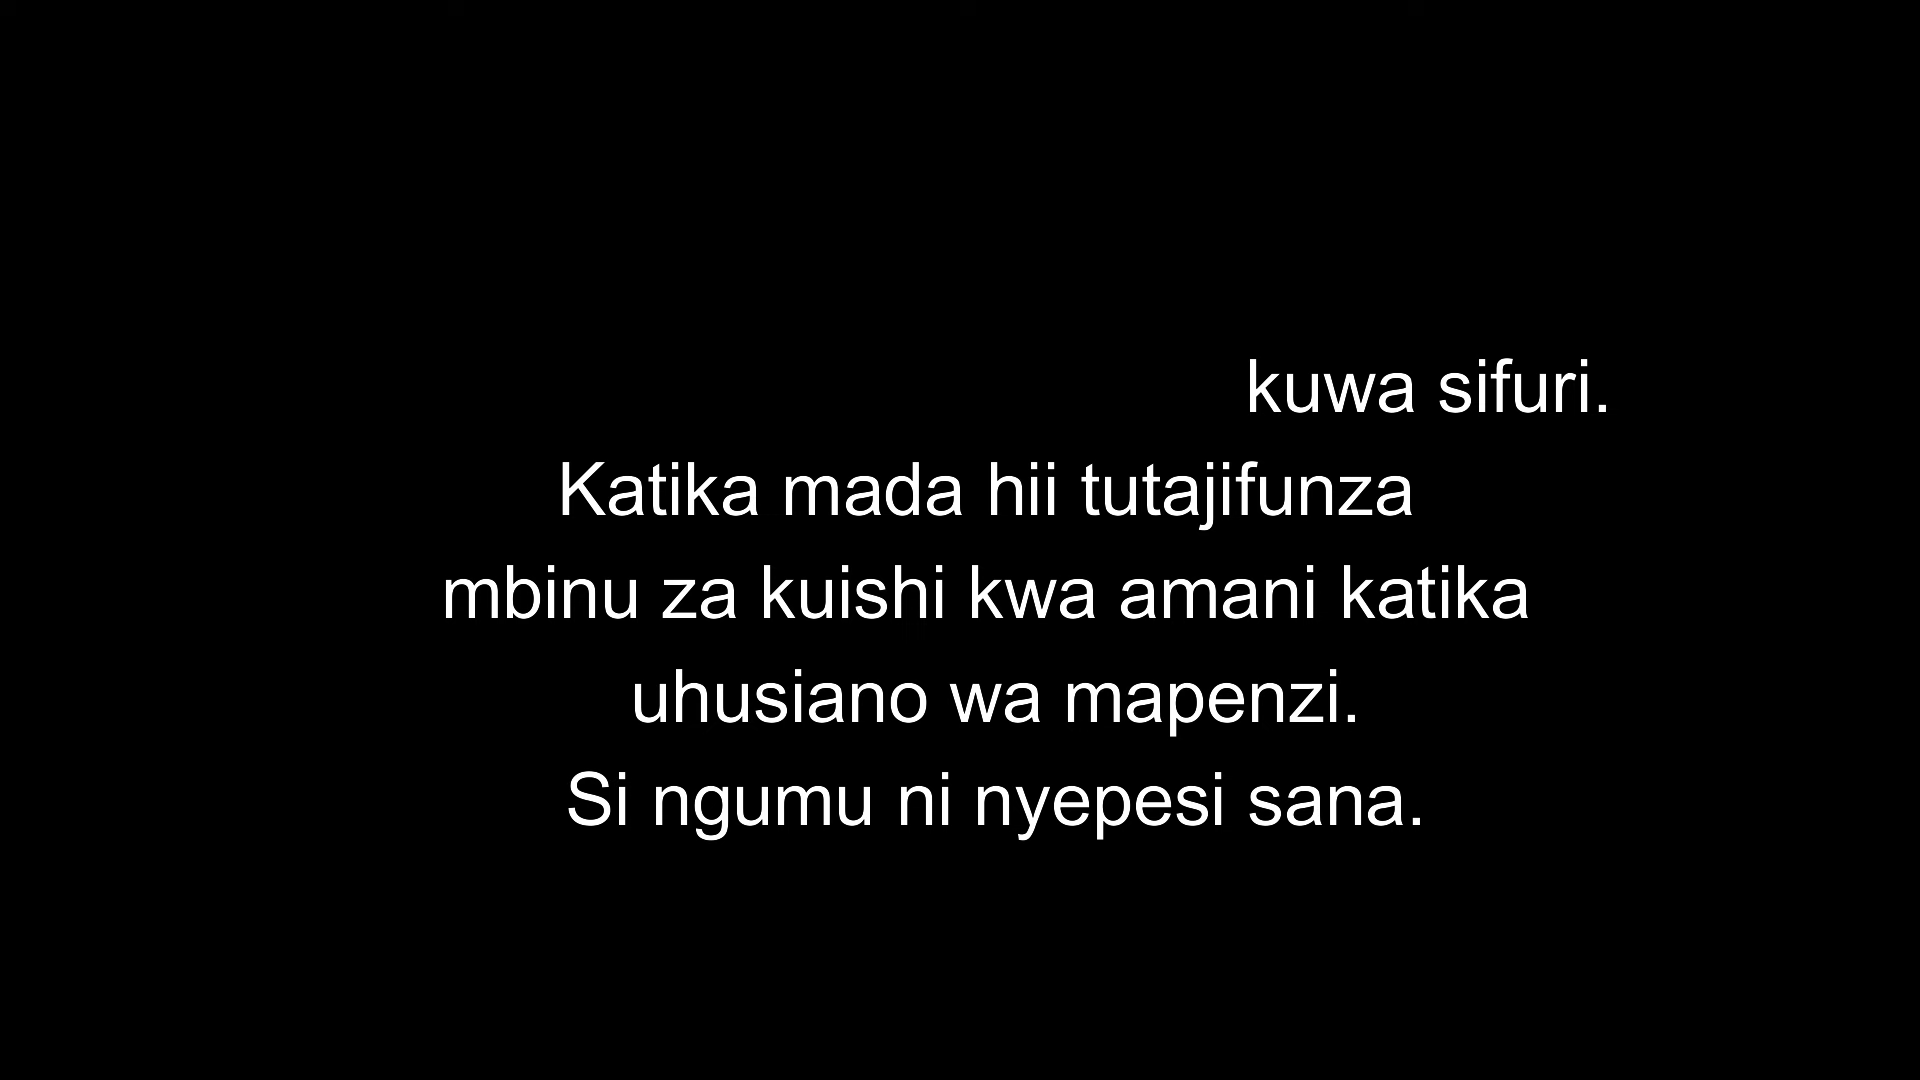 kuwa sifuri.
Katika mada hii tutajifunza
mbinu za kuishi kwa amani katika
uhusiano wa mapenzi.
Si ngumu ni nyepesi sana.